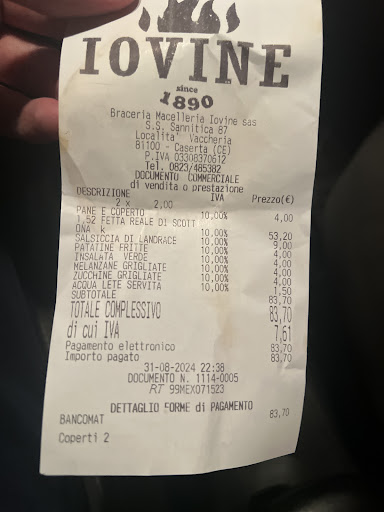 IOVINE
since
1890
Braceria Macelleria Iovine sas
S.S. Sannitica 87
Localita' Vaccheria
81100 - Caserta (CE)
P.IVA 03308370612
Tel. 0823/485382
DOCUMENTO COMMERCIALE
di vendita o prestazione
DESCRIZIONE IVA Prezzo(€)
2 x 2,00
PANE E COPERTO 10,00% 4,00
1,52 FETTA REALE DI SCOTT
ONA k 10,00% 53,20
SALSICCIA DI LANDRACE 10,00% 9,00
PATATINE FRITTE 10,00% 4,00
INSALATA VERDE 10,00% 4,00
MELANZANE GRIGLIATE 10,00% 4,00
ZUCCHINE GRIGLIATE 10,00% 4,00
ACQUA LETE SERVITA 10,00% 1,50
SUBTOTALE 83,70
TOTALE COMPLESSIVO 83,70
di cui IVA 7,61
Pagamento elettronico 83,70
Importo pagato 83,70
31-08-2024 22:38
DOCUMENTO N. 1114-0005
RT 99MEX071523
DETTAGLIO FORME di PAGAMENTO
BANCOMAT 83,70
Coperti 2